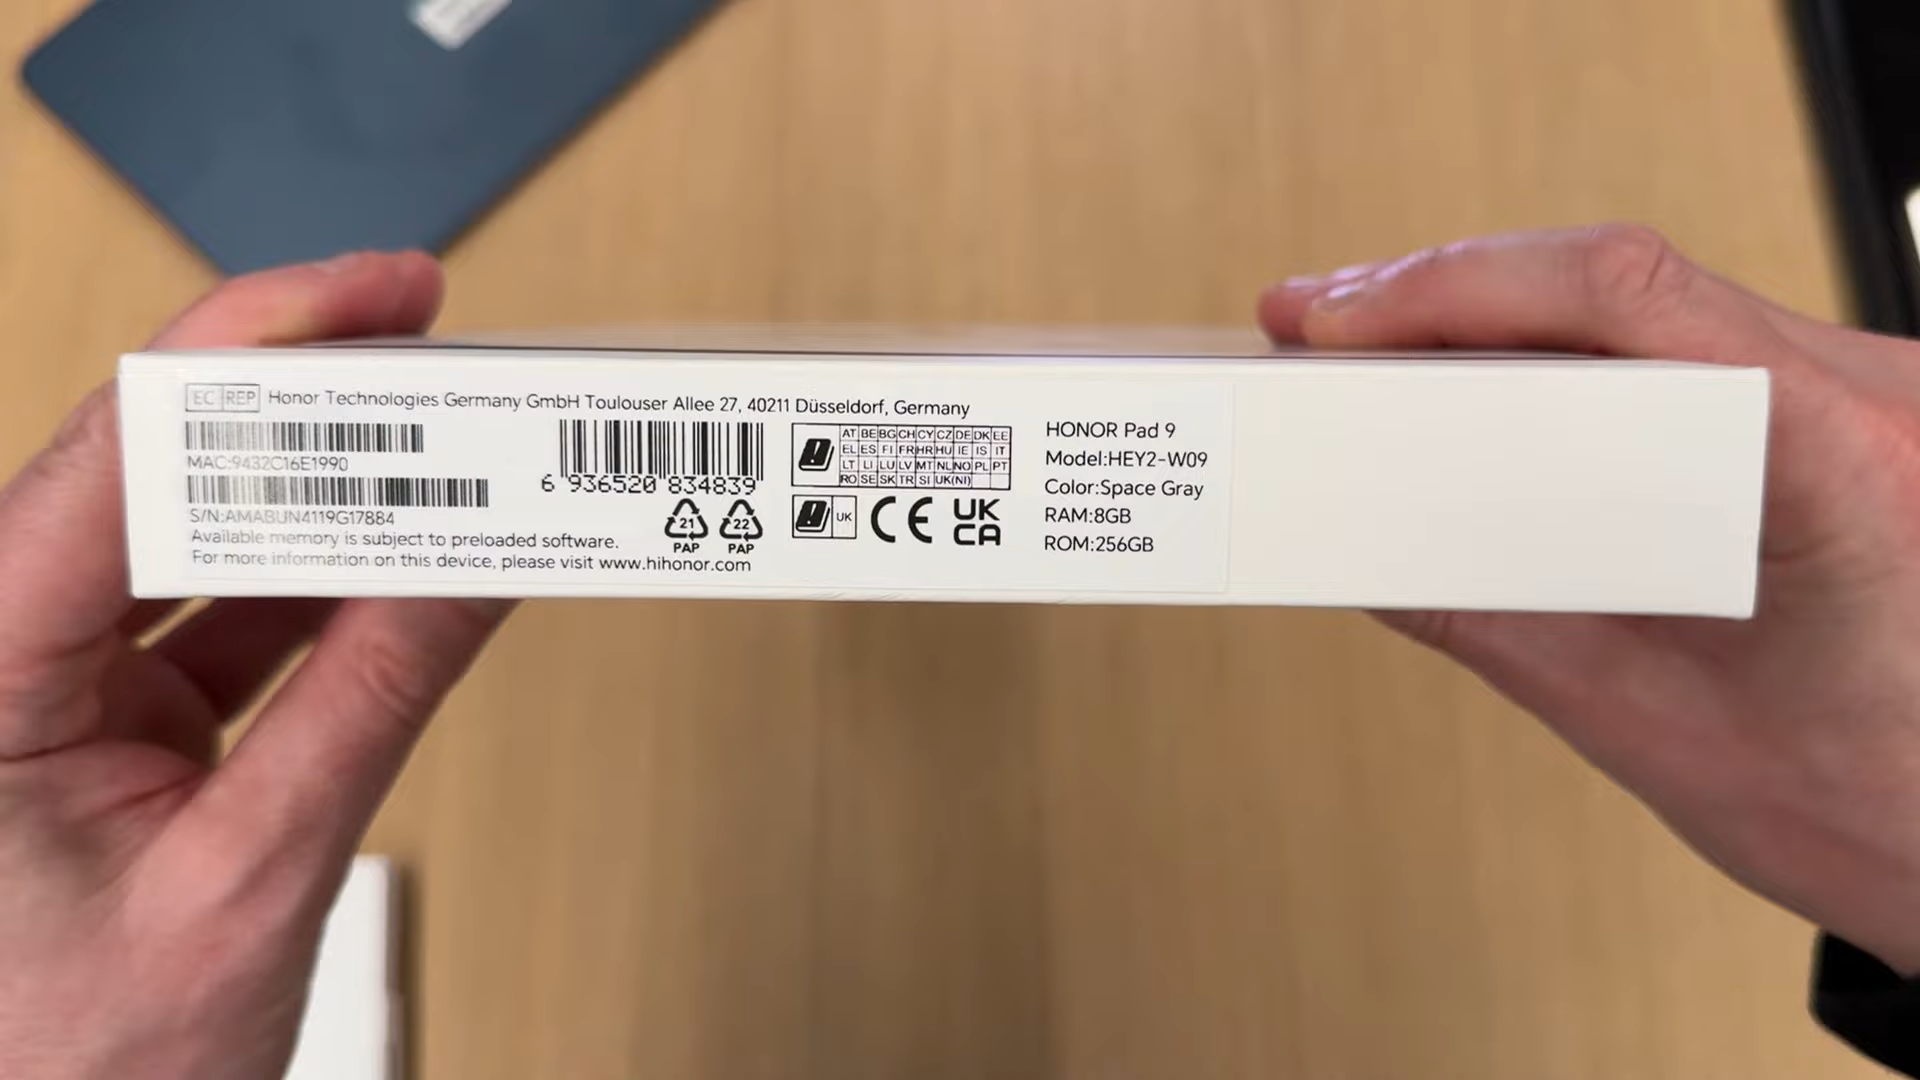 EC REP Honor Technologies Germany GmbH Toulouser Allee 27, 40211 Düsseldorf, Germany
MAC:9432C16E1990
S/N:AMABUN4119G17884
Available memory is subject to preloaded software.
For more information on this device, please visit www.hihonor.com
6 936520 834839
21 PAP
22 PAP
AT BE BG CH CY CZ DE DK EE
EL ES FI FR HR HU IE IS IT
LT LI LU LV MT NL NO PL PT
RO SE SK TR SI UK(NI)
UK
CE
UK
CA
HONOR Pad 9
Model:HEY2-W09
Color:Space Gray
RAM:8GB
ROM:256GB